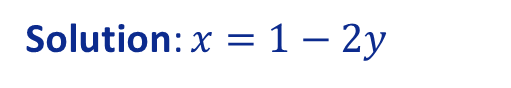 Solution: x = 1 − 2y